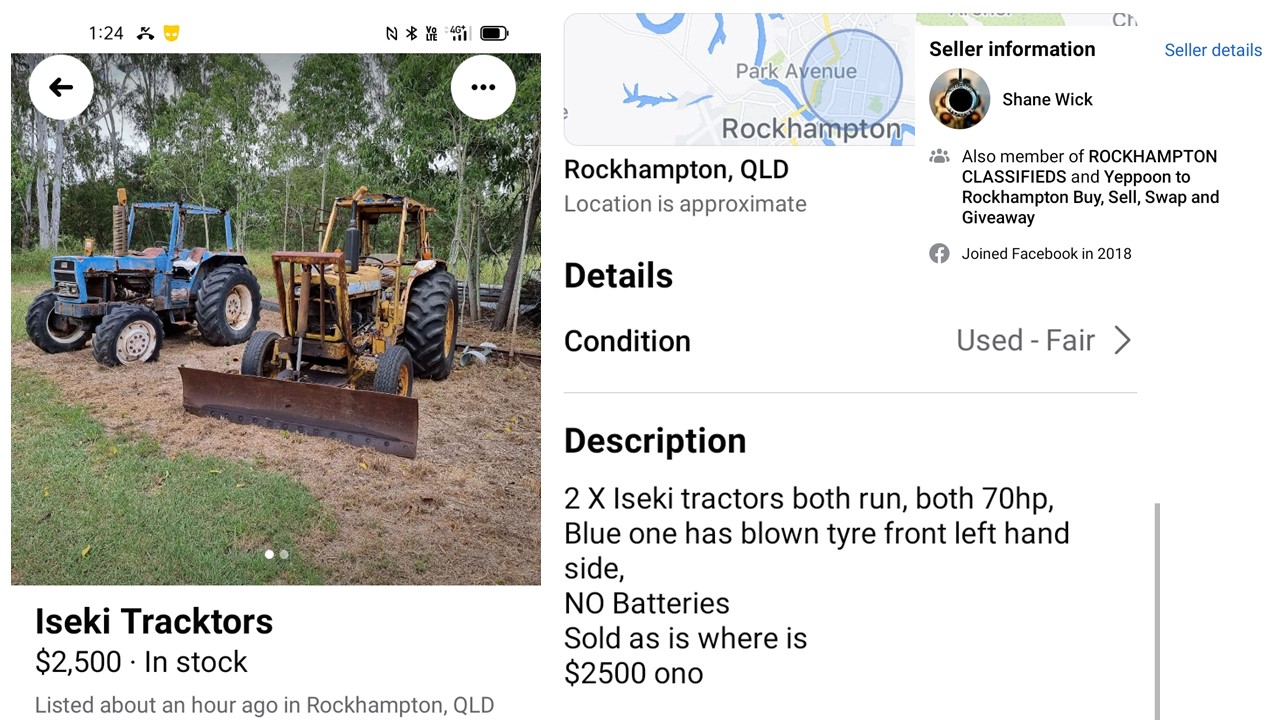 1:24
Vo
LTE
4G+
Iseki Tracktors
$2,500 · In stock
Listed about an hour ago in Rockhampton, QLD
Park Avenue
Rockhampton
Rockhampton, QLD
Location is approximate
Details
Condition
Used - Fair
Description
2 X Iseki tractors both run, both 70hp,
Blue one has blown tyre front left hand
side,
NO Batteries
Sold as is where is
$2500 ono
Seller information
Seller details
Shane Wick
Also member of ROCKHAMPTON
CLASSIFIEDS and Yeppoon to
Rockhampton Buy, Sell, Swap and
Giveaway
Joined Facebook in 2018